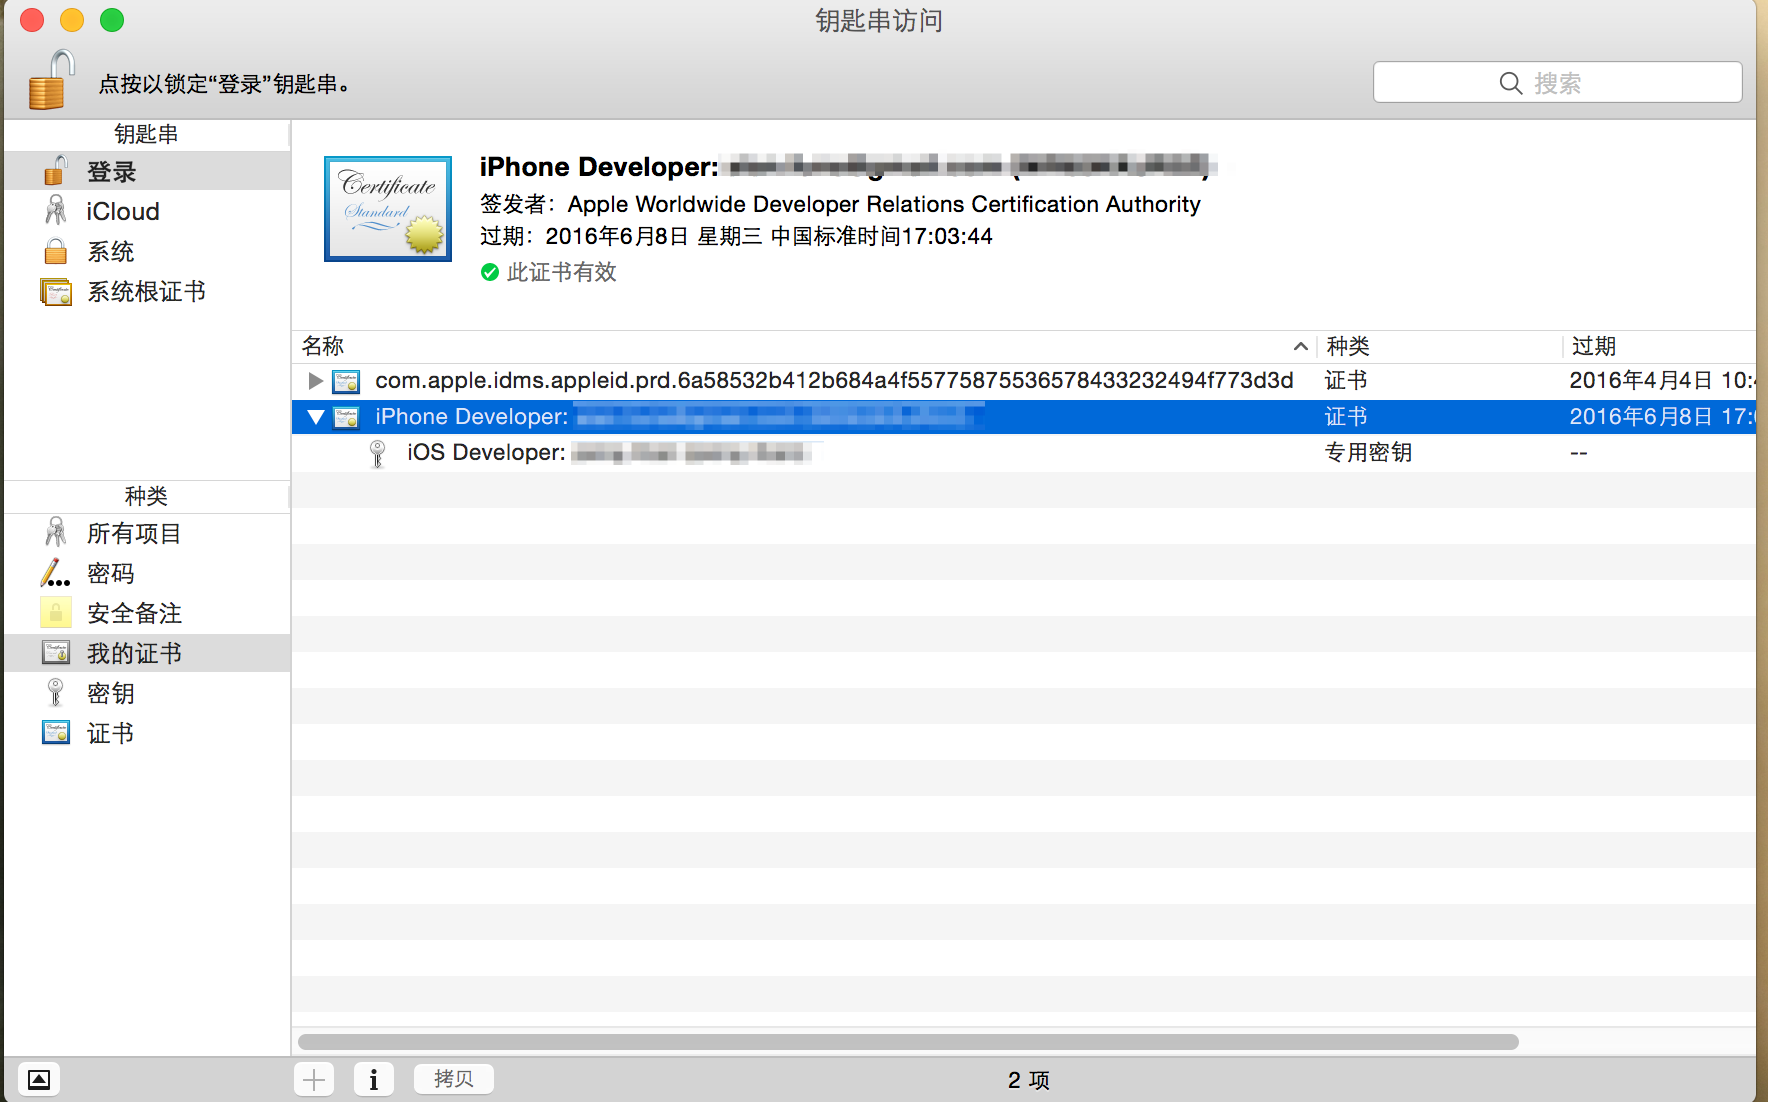 钥匙串访问
点按以锁定“登录”钥匙串。
搜索
钥匙串
登录
iCloud
系统
系统根证书
Certificate
Standard
iPhone Developer:
签发者：Apple Worldwide Developer Relations Certification Authority
过期：2016年6月8日 星期三 中国标准时间17:03:44
此证书有效
名称 种类 过期
com.apple.idms.appleid.prd.6a58532b412b684a4f55775875536578433232494f773d3d 证书 2016年4月4日 10:4
iPhone Developer: 证书 2016年6月8日 17:0
iOS Developer: 专用密钥 --
种类
所有项目
密码
安全备注
我的证书
密钥
证书
拷贝
2 项